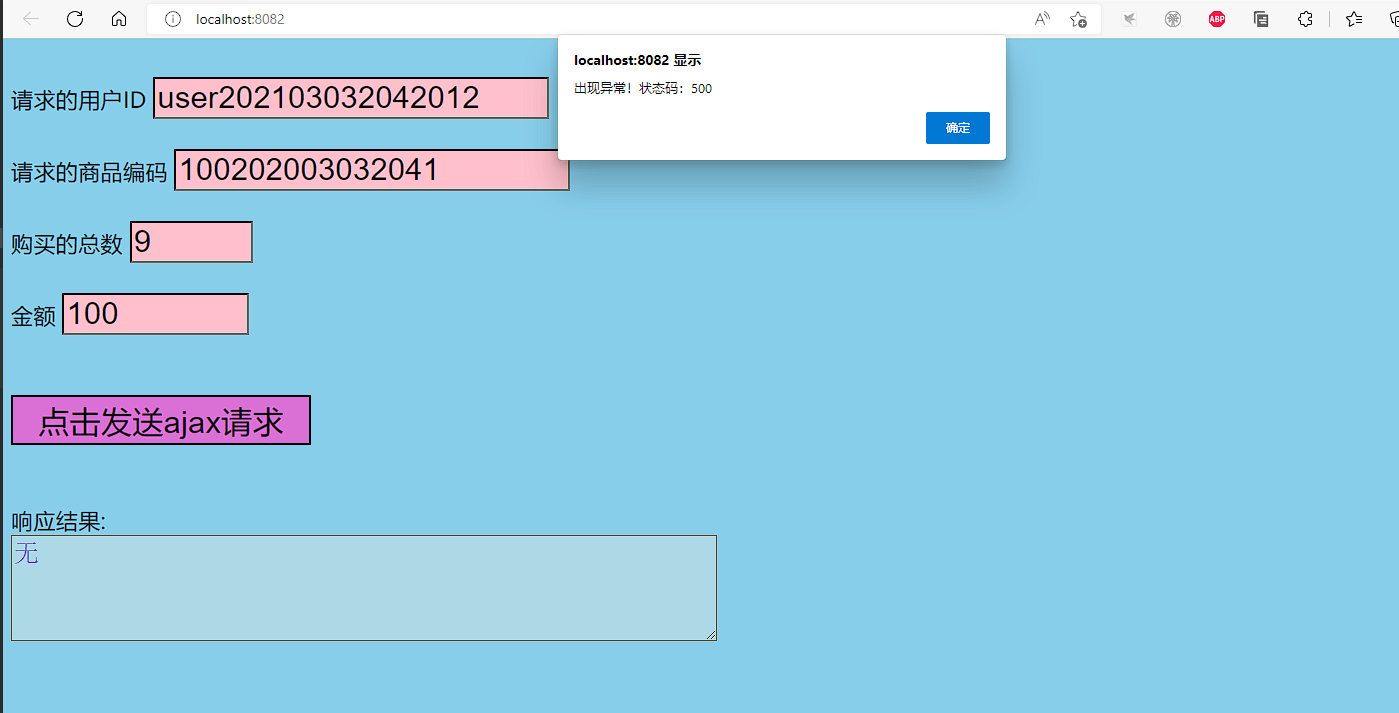 localhost:8082
ABP
localhost:8082 显示
出现异常！状态码：500
确定
请求的用户ID user202103032042012
请求的商品编码 100202003032041
购买的总数 9
金额 100
点击发送ajax请求
响应结果:
无